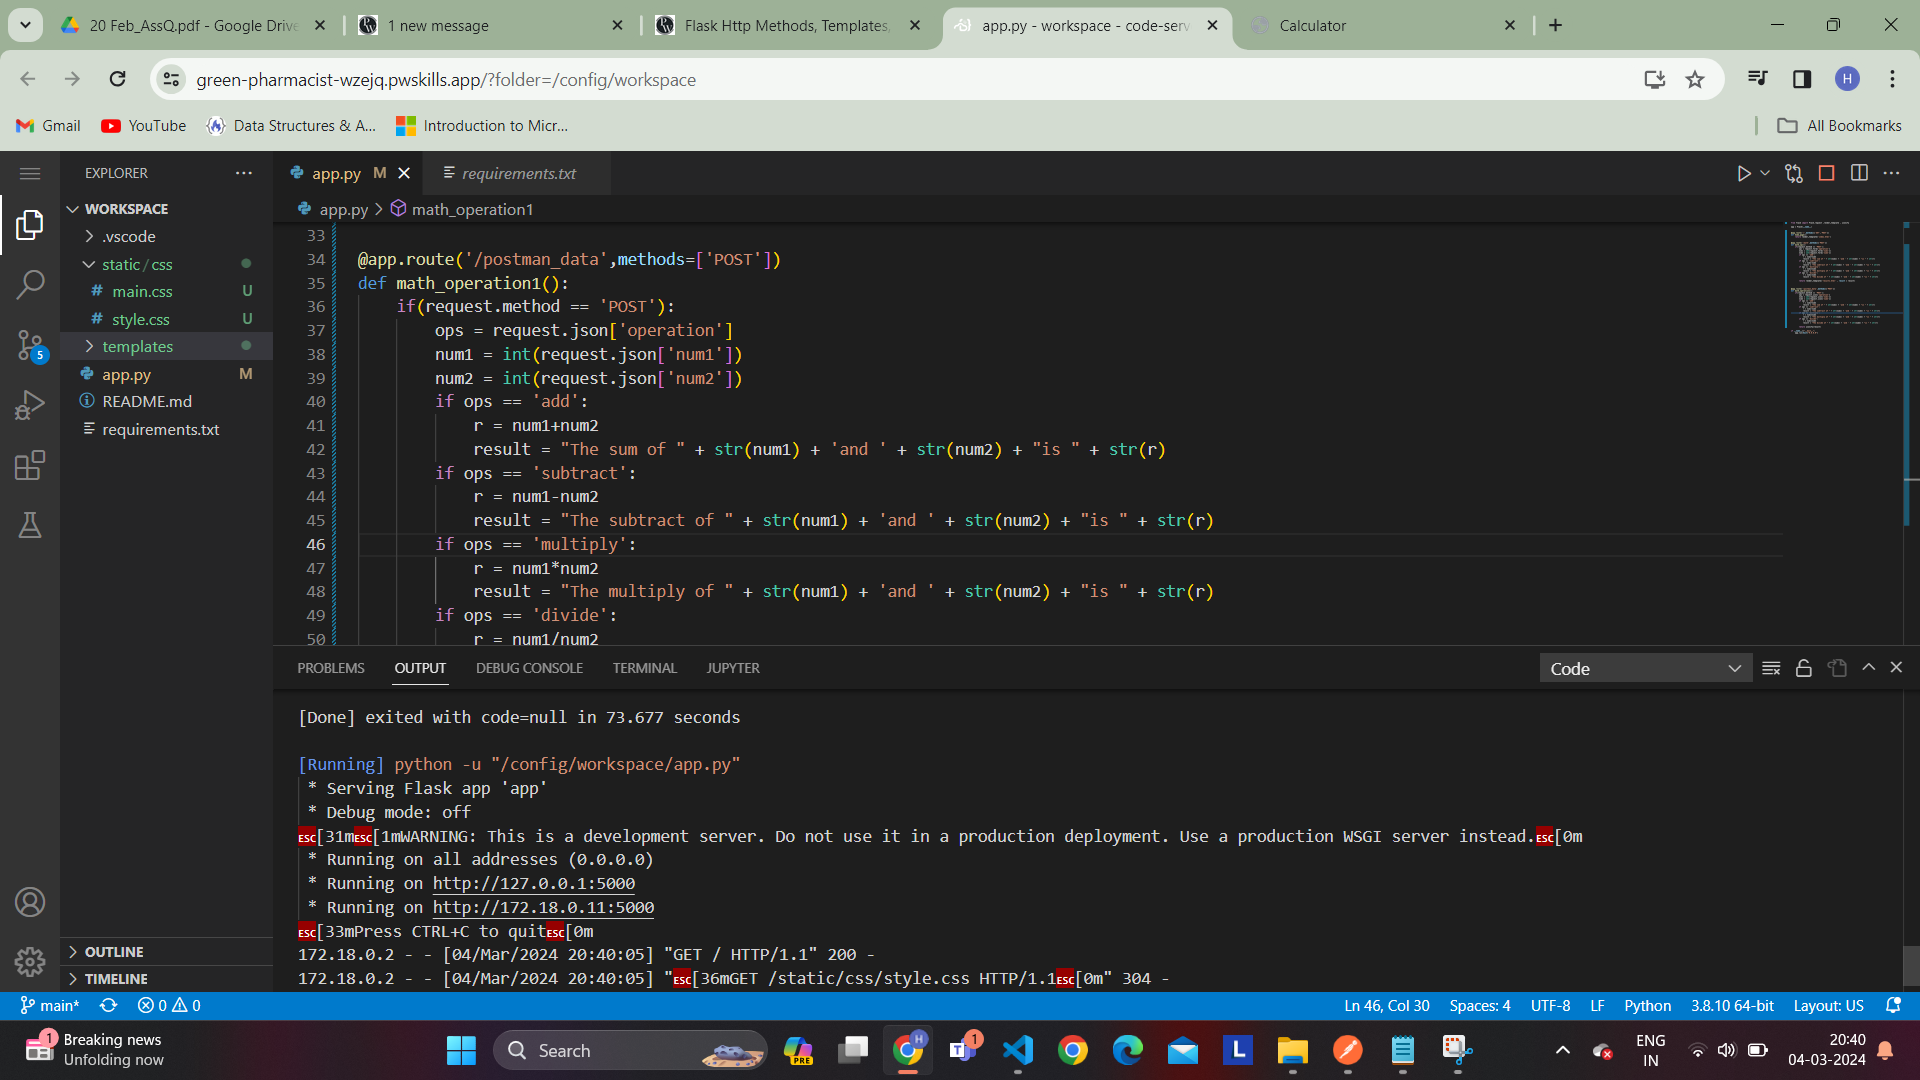 20 Feb_AssQ.pdf - Google Drive
1 new message
Flask Http Methods, Templates,
app.py - workspace - code-serv
Calculator
green-pharmacist-wzejq.pwskills.app/?folder=/config/workspace
H
Gmail
YouTube
Data Structures & A...
Introduction to Micr...
All Bookmarks
EXPLORER
app.py M
requirements.txt
WORKSPACE
.vscode
static/css
# main.css U
# style.css U
templates
app.py M
README.md
requirements.txt
5
app.py > math_operation1
33
34 @app.route('/postman_data',methods=['POST'])
35 def math_operation1():
36 if(request.method == 'POST'):
37 ops = request.json['operation']
38 num1 = int(request.json['num1'])
39 num2 = int(request.json['num2'])
40 if ops == 'add':
41 r = num1+num2
42 result = "The sum of " + str(num1) + 'and ' + str(num2) + "is " + str(r)
43 if ops == 'subtract':
44 r = num1-num2
45 result = "The subtract of " + str(num1) + 'and ' + str(num2) + "is " + str(r)
46 if ops == 'multiply':
47 r = num1*num2
48 result = "The multiply of " + str(num1) + 'and ' + str(num2) + "is " + str(r)
49 if ops == 'divide':
50 r = num1/num2
PROBLEMS OUTPUT DEBUG CONSOLE TERMINAL JUPYTER
Code
[Done] exited with code=null in 73.677 seconds
[Running] python -u "/config/workspace/app.py"
* Serving Flask app 'app'
* Debug mode: off
ESC[31mESC[1mWARNING: This is a development server. Do not use it in a production deployment. Use a production WSGI server instead.ESC[0m
* Running on all addresses (0.0.0.0)
* Running on http://127.0.0.1:5000
* Running on http://172.18.0.11:5000
ESC[33mPress CTRL+C to quitESC[0m
172.18.0.2 - - [04/Mar/2024 20:40:05] "GET / HTTP/1.1" 200 -
172.18.0.2 - - [04/Mar/2024 20:40:05] "ESC[36mGET /static/css/style.css HTTP/1.1ESC[0m" 304 -
OUTLINE
TIMELINE
main*
0 0
Ln 46, Col 30
Spaces: 4
UTF-8
LF
Python
3.8.10 64-bit
Layout: US
1
Breaking news
Unfolding now
Search
PRE
H
1
T
L
ENG
IN
20:40
04-03-2024